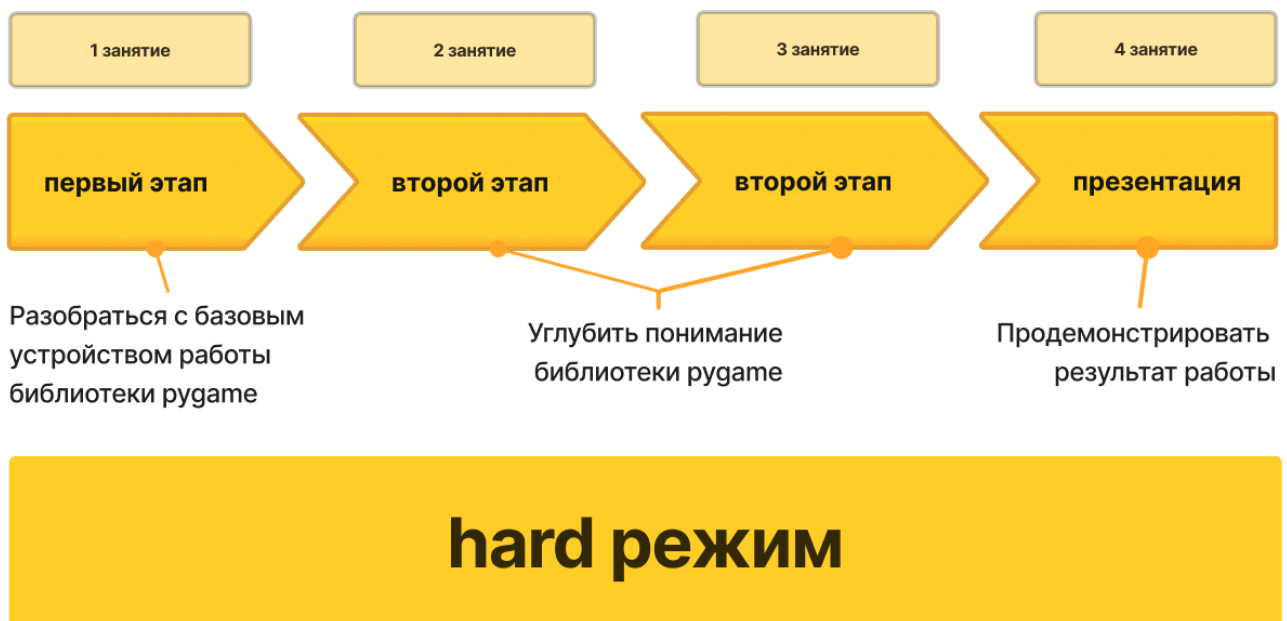 1 занятие
2 занятие
3 занятие
4 занятие
первый этап
второй этап
второй этап
презентация
Разобраться с базовым
устройством работы
библиотеки pygame
Углубить понимание
библиотеки pygame
Продемонстрировать
результат работы
hard режим